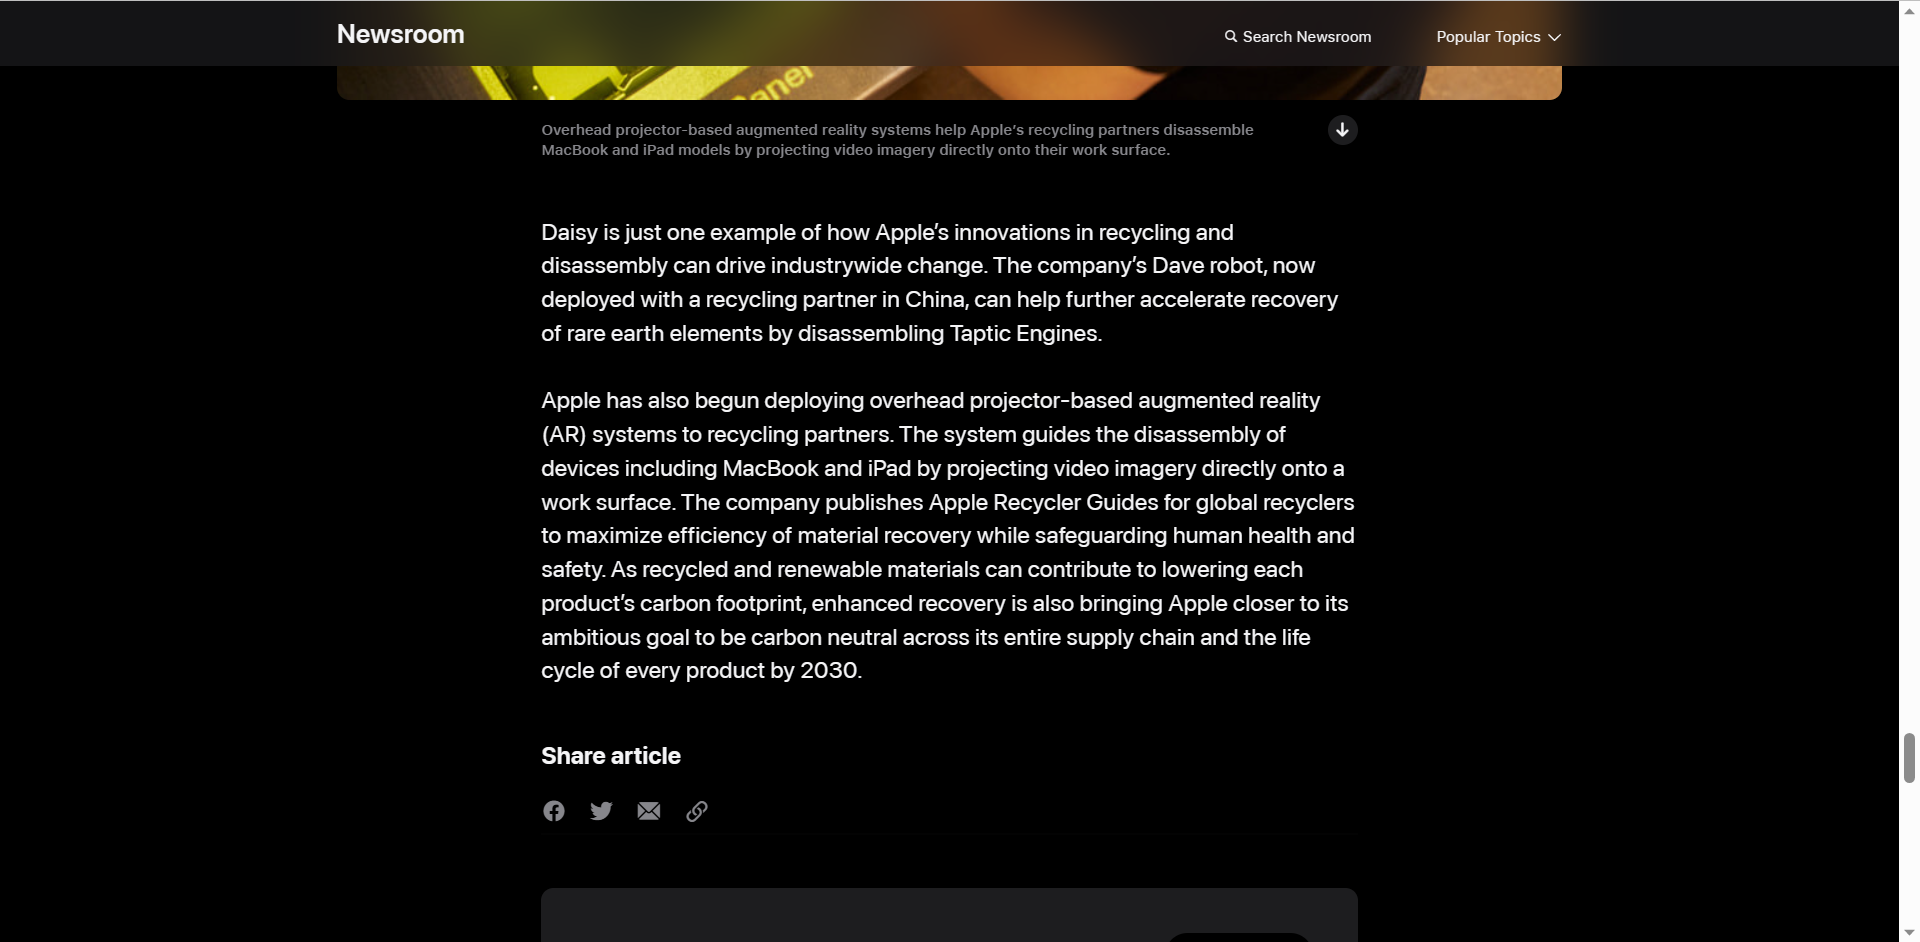 Newsroom
Search Newsroom
Popular Topics
Overhead projector-based augmented reality systems help Apple’s recycling partners disassemble
MacBook and iPad models by projecting video imagery directly onto their work surface.
Daisy is just one example of how Apple’s innovations in recycling and
disassembly can drive industrywide change. The company’s Dave robot, now
deployed with a recycling partner in China, can help further accelerate recovery
of rare earth elements by disassembling Taptic Engines.
Apple has also begun deploying overhead projector-based augmented reality
(AR) systems to recycling partners. The system guides the disassembly of
devices including MacBook and iPad by projecting video imagery directly onto a
work surface. The company publishes Apple Recycler Guides for global recyclers
to maximize efficiency of material recovery while safeguarding human health and
safety. As recycled and renewable materials can contribute to lowering each
product’s carbon footprint, enhanced recovery is also bringing Apple closer to its
ambitious goal to be carbon neutral across its entire supply chain and the life
cycle of every product by 2030.
Share article